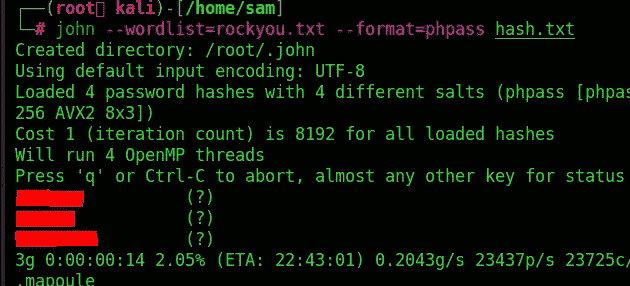 (root kali)-[/home/sam]
# john --wordlist=rockyou.txt --format=phpass hash.txt
Created directory: /root/.john
Using default input encoding: UTF-8
Loaded 4 password hashes with 4 different salts (phpass [phpas
256 AVX2 8x3])
Cost 1 (iteration count) is 8192 for all loaded hashes
Will run 4 OpenMP threads
Press 'q' or Ctrl-C to abort, almost any other key for status
(?)
(?)
(?)
3g 0:00:00:14 2.05% (ETA: 22:43:01) 0.2043g/s 23437p/s 23725c/
.mapoule